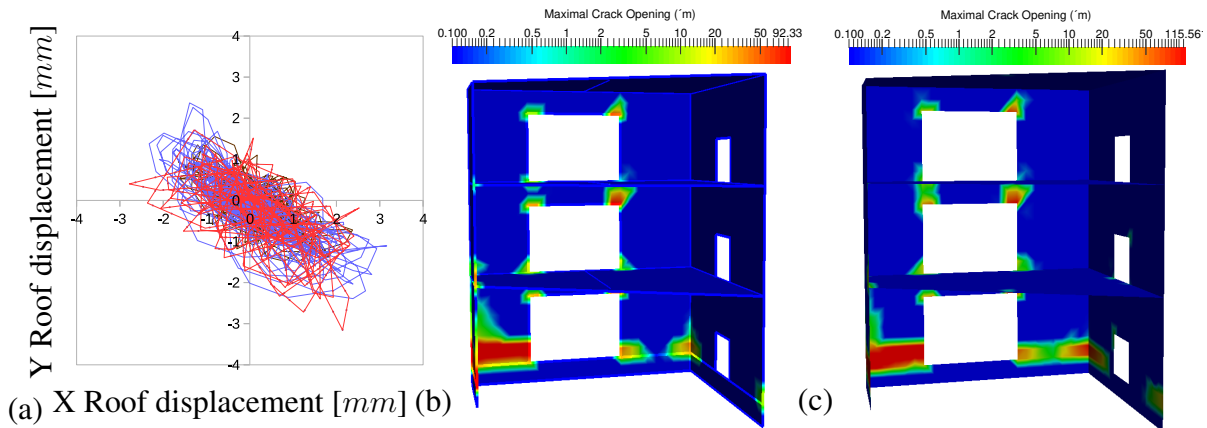 4
3
2
1
0
-4 -3 -2 -1 0 1 2 3 4
-1
-2
-3
-4
Y Roof displacement [mm]
(a) X Roof displacement [mm]
Maximal Crack Opening (´m)
0.100 0.2 0.5 1 2 5 10 20 50 92.33
(b)
Maximal Crack Opening (´m)
0.100 0.2 0.5 1 2 5 10 20 50 115.56
(c)